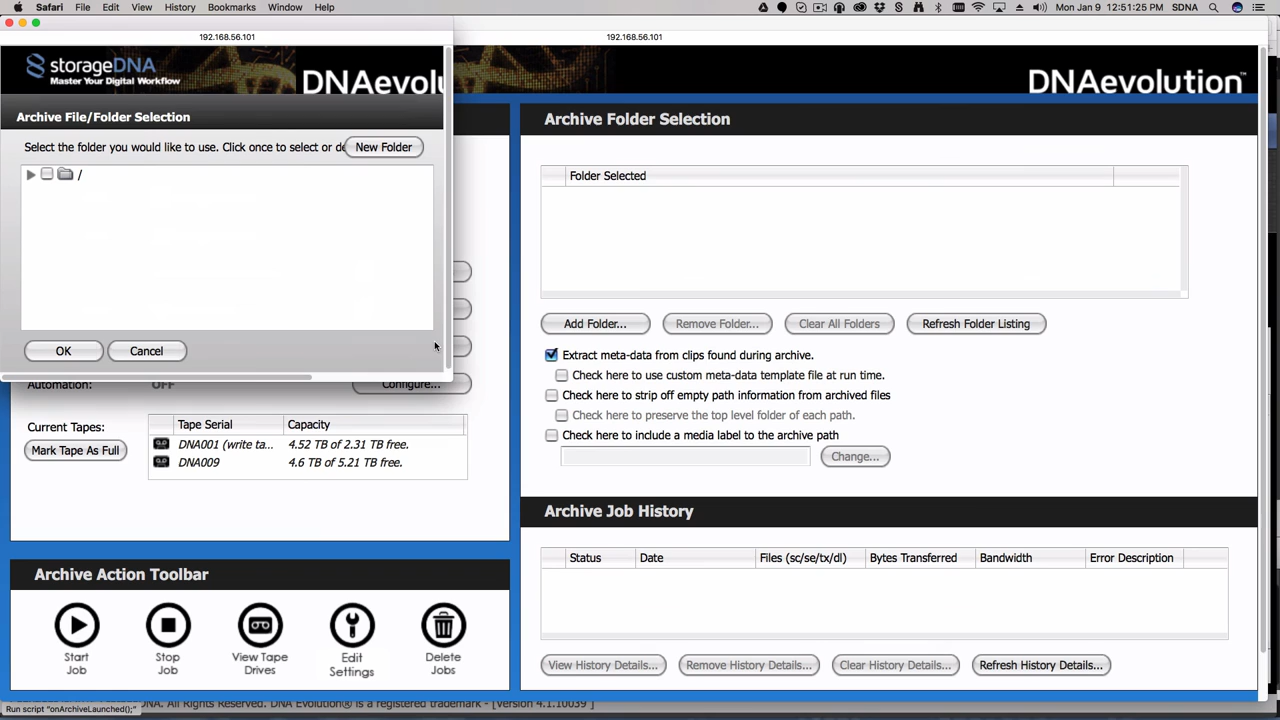 Safari File Edit View History Bookmarks Window Help
Mon Jan 9 12:51:25 PM SDNA
192.168.56.101
192.168.56.101
storageDNA
Master Your Digital Workflow
DNAevolu
DNAevolution™
Archive File/Folder Selection
Select the folder you would like to use. Click once to select or de
New Folder
/
OK
Cancel
Automation: OFF
Configure...
Current Tapes:
Mark Tape As Full
Tape Serial Capacity
DNA001 (write ta... 4.52 TB of 2.31 TB free.
DNA009 4.6 TB of 5.21 TB free.
Archive Action Toolbar
Start Job
Stop Job
View Tape Drives
Edit Settings
Delete Jobs
Archive Folder Selection
Folder Selected
Add Folder... Remove Folder... Clear All Folders Refresh Folder Listing
Extract meta-data from clips found during archive.
Check here to use custom meta-data template file at run time.
Check here to strip off empty path information from archived files
Check here to preserve the top level folder of each path.
Check here to include a media label to the archive path
Change...
Archive Job History
Status Date Files (sc/se/tx/dl) Bytes Transferred Bandwidth Error Description
View History Details... Remove History Details... Clear History Details... Refresh History Details...
Run script "onArchiveLaunched();"
DNA. All Rights Reserved. DNA Evolution® is a registered trademark - [Version 4.1.10039 ]